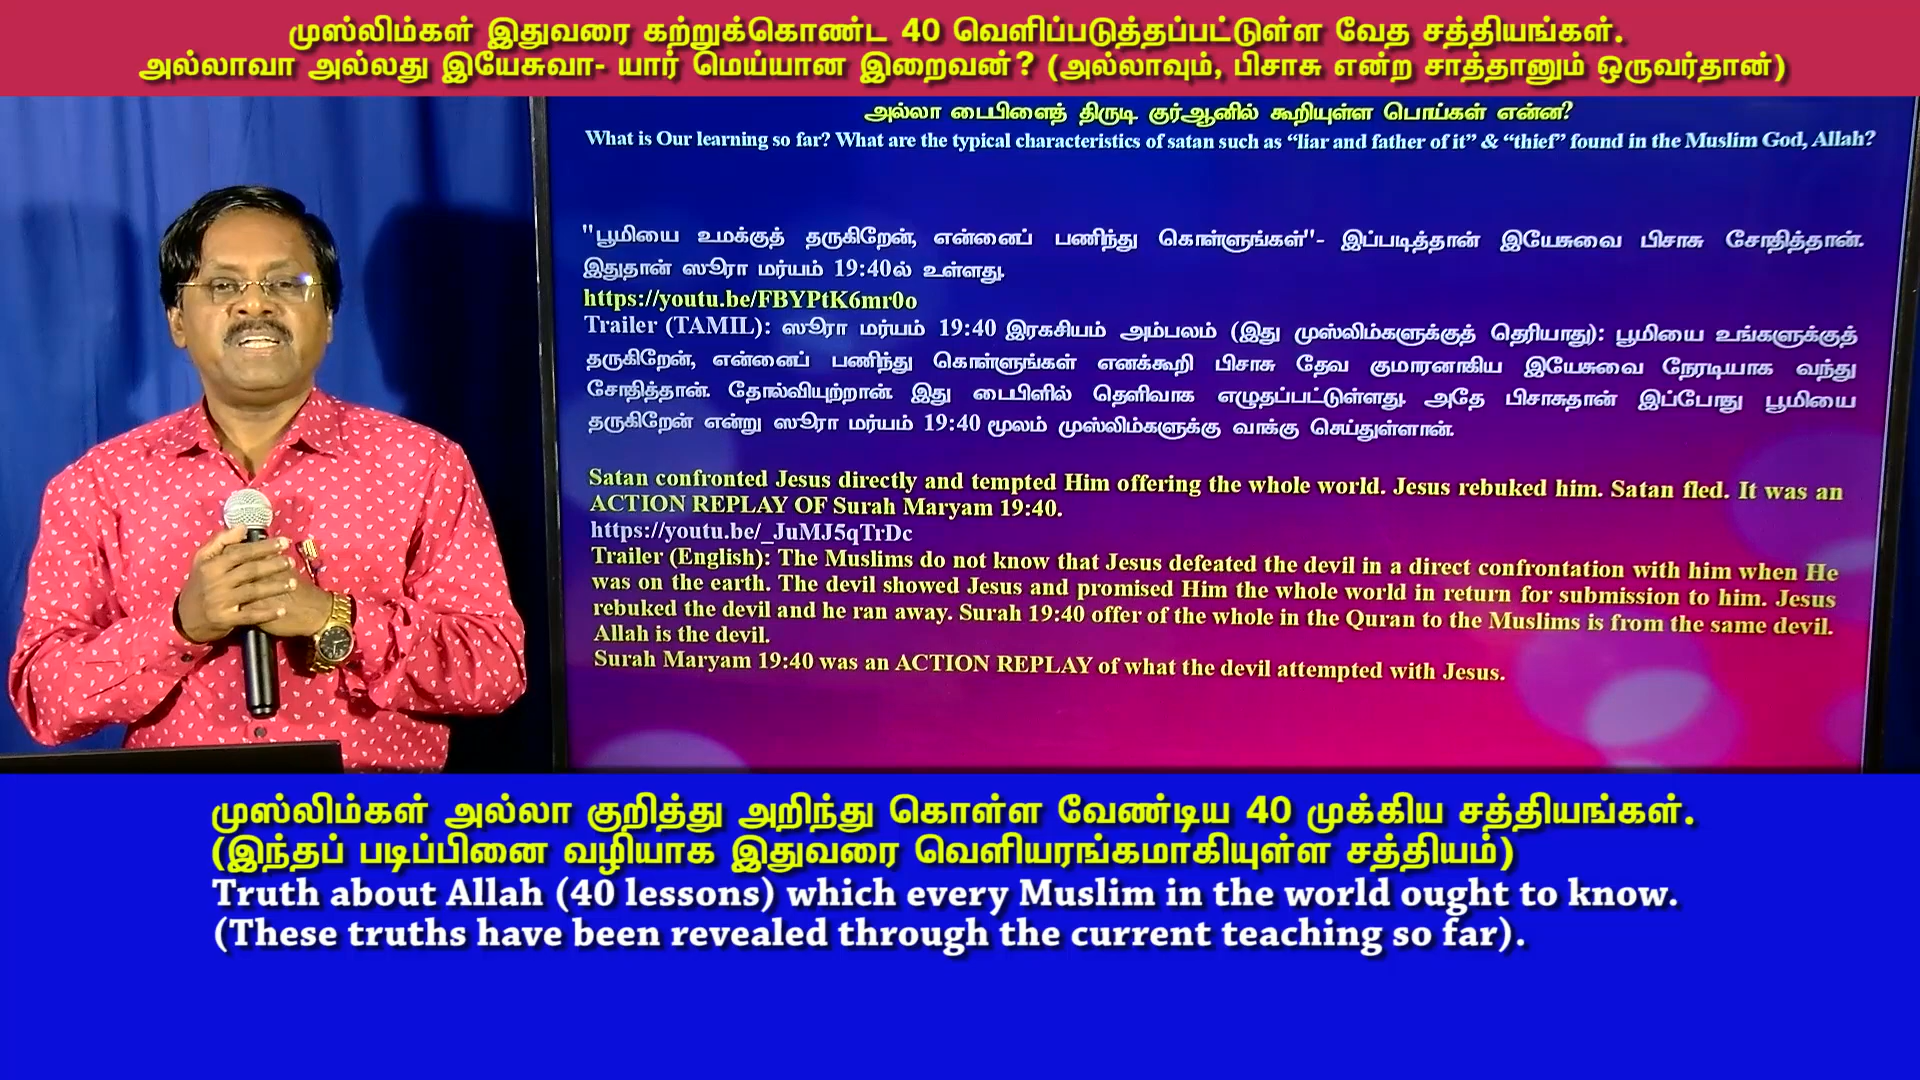 முஸ்லிம்கள் இதுவரை கற்றுக்கொண்ட 40 வெளிப்படுத்தப்பட்டுள்ள வேத சத்தியங்கள்.
அல்லாவா அல்லது இயேசுவா- யார் மெய்யான இறைவன்? (அல்லாவும், பிசாசு என்ற சாத்தானும் ஒருவர்தான்)
அல்லா பைபிளைத் திருடி குர்ஆனில் கூறியுள்ள பொய்கள் என்ன?
What is Our learning so far? What are the typical characteristics of satan such as “liar and father of it” & “thief” found in the Muslim God, Allah?
"பூமியை உமக்குத் தருகிறேன், என்னைப் பணிந்து கொள்ளுங்கள்"- இப்படித்தான் இயேசுவை பிசாசு சோதித்தான்.
இதுதான் ஸூரா மர்யம் 19:40ல் உள்ளது.
https://youtu.be/FBYPtK6mr0o
Trailer (TAMIL): ஸூரா மர்யம் 19:40 இரகசியம் அம்பலம் (இது முஸ்லிம்களுக்குத் தெரியாது): பூமியை உங்களுக்குத்
தருகிறேன், என்னைப் பணிந்து கொள்ளுங்கள் எனக்கூறி பிசாசு தேவ குமாரனாகிய இயேசுவை நேரடியாக வந்து
சோதித்தான். தோல்வியுற்றான். இது பைபிளில் தெளிவாக எழுதப்பட்டுள்ளது. அதே பிசாசுதான் இப்போது பூமியை
தருகிறேன் என்று ஸூரா மர்யம் 19:40 மூலம் முஸ்லிம்களுக்கு வாக்கு செய்துள்ளான்.
Satan confronted Jesus directly and tempted Him offering the whole world. Jesus rebuked him. Satan fled. It was an
ACTION REPLAY OF Surah Maryam 19:40.
https://youtu.be/_JuMJ5qTrDc
Trailer (English): The Muslims do not know that Jesus defeated the devil in a direct confrontation with him when He
was on the earth. The devil showed Jesus and promised Him the whole world in return for submission to him. Jesus
rebuked the devil and he ran away. Surah 19:40 offer of the whole in the Quran to the Muslims is from the same devil.
Allah is the devil.
Surah Maryam 19:40 was an ACTION REPLAY of what the devil attempted with Jesus.
முஸ்லிம்கள் அல்லா குறித்து அறிந்து கொள்ள வேண்டிய 40 முக்கிய சத்தியங்கள்.
(இந்தப் படிப்பினை வழியாக இதுவரை வெளியரங்கமாகியுள்ள சத்தியம்)
Truth about Allah (40 lessons) which every Muslim in the world ought to know.
(These truths have been revealed through the current teaching so far).